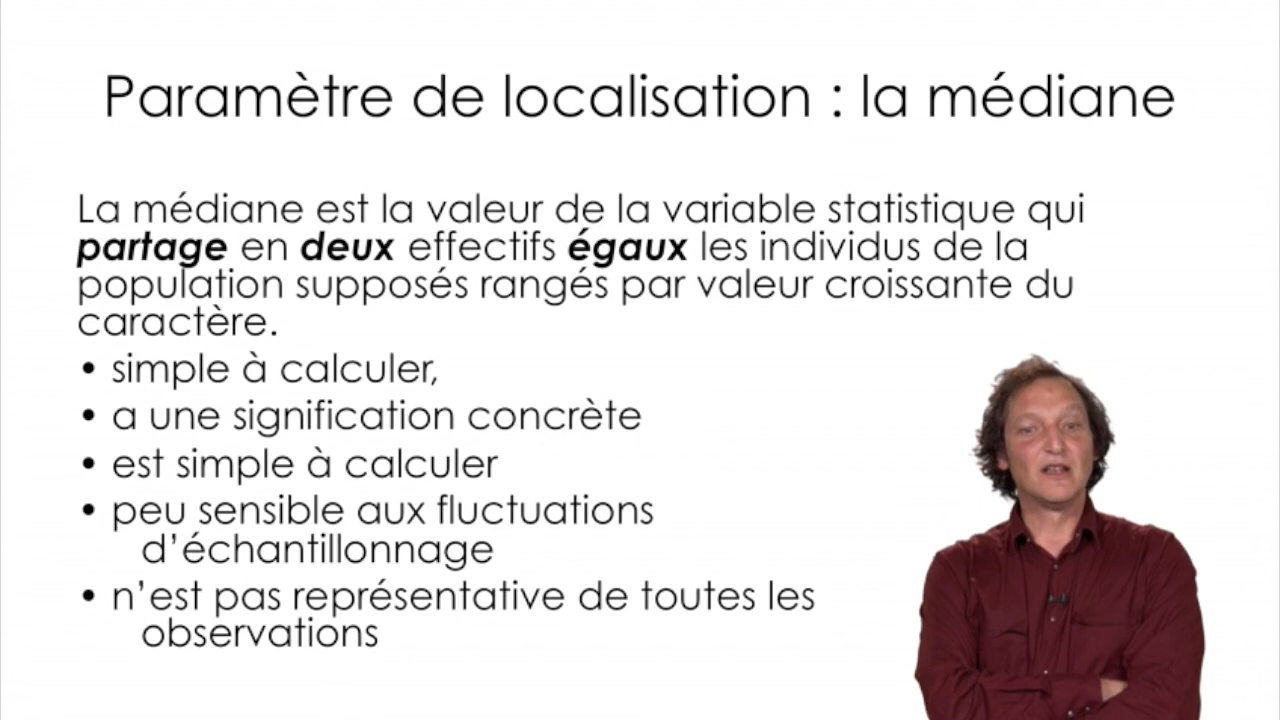 Paramètre de localisation : la médiane
La médiane est la valeur de la variable statistique qui
partage en deux effectifs égaux les individus de la
population supposés rangés par valeur croissante du
caractère.
• simple à calculer,
• a une signification concrète
• est simple à calculer
• peu sensible aux fluctuations
d’échantillonnage
• n’est pas représentative de toutes les
observations